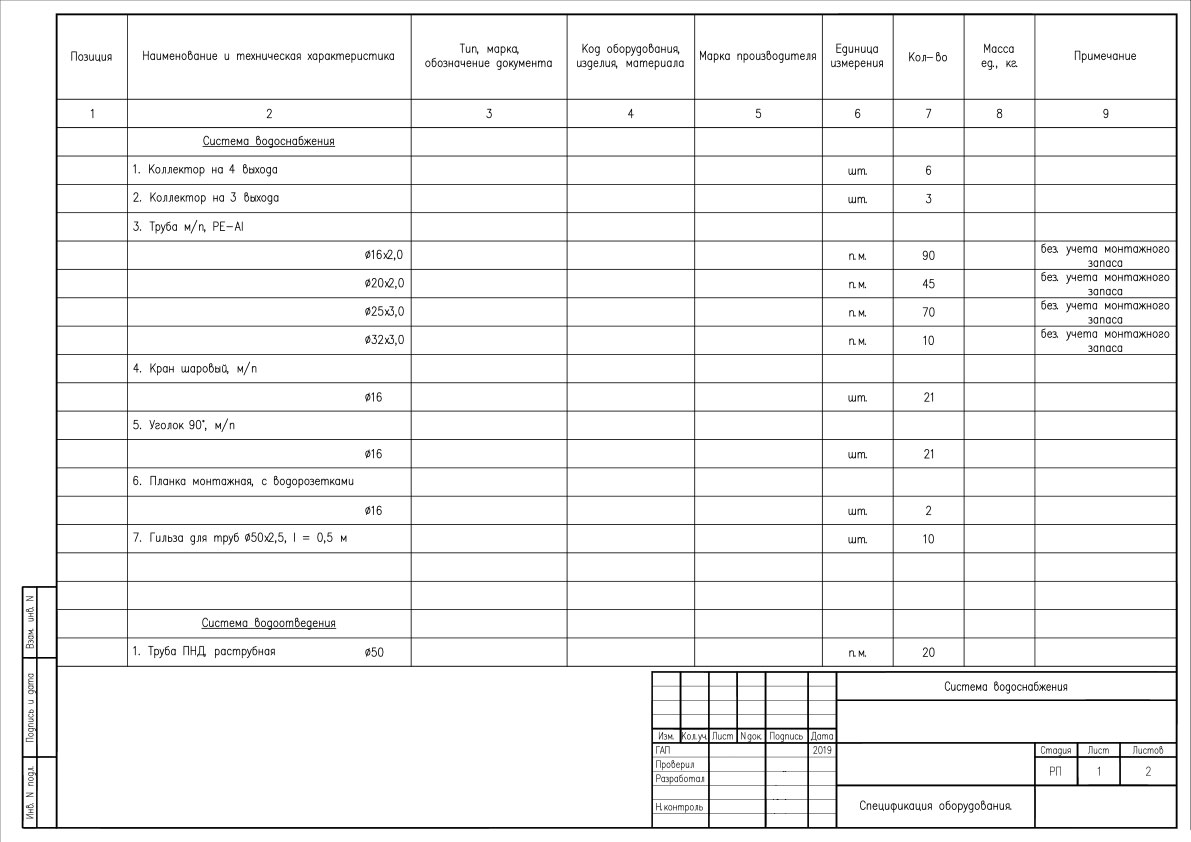 Позиция
Наименование и техническая характеристика
Тип, марка,
обозначение документа
Код оборудования,
изделия, материала
Марка производителя
Единица
измерения
Кол-во
Масса
ед., кг.
Примечание
1 2 3 4 5 6 7 8 9
Система водоснабжения
1. Коллектор на 4 выхода шт. 6
2. Коллектор на 3 выхода шт. 3
3. Труба м/п, PE-Al
ø16х2,0 п.м. 90 без. учета монтажного
запаса
ø20х2,0 п.м. 45 без. учета монтажного
запаса
ø25х3,0 п.м. 70 без. учета монтажного
запаса
ø32х3,0 п.м. 10 без. учета монтажного
запаса
4. Кран шаровый, м/п
ø16 шт. 21
5. Уголок 90°, м/п
ø16 шт. 21
6. Планка монтажная, с водорозетками
ø16 шт. 2
7. Гильза для труб ø50х2,5, l = 0,5 м шт. 10
Система водоотведения
1. Труба ПНД, раструбная ø50 п.м. 20
Взам. инв. N
Подпись и дата
Инв. N подл.
Система водоснабжения
Изм. Кол.уч. Лист Nдок. Подпись Дата
ГАП 2019
Проверил
Разработал
Н.контроль
Стадия Лист Листов
РП 1 2
Спецификация оборудования.